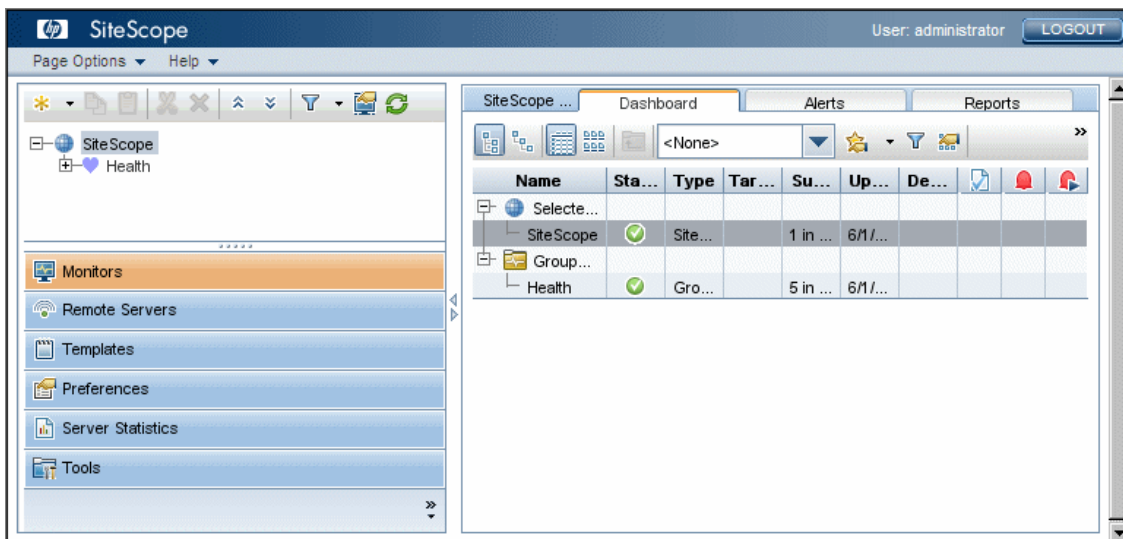 hp SiteScope User: administrator LOGOUT
Page Options Help
SiteScope
Health
Monitors
Remote Servers
Templates
Preferences
Server Statistics
Tools
SiteScope ... Dashboard Alerts Reports
<None>
Name Sta... Type Tar... Su... Up... De...
Selecte...
SiteScope Site... 1 in ... 6/1/...
Group...
Health Gro... 5 in ... 6/1/...